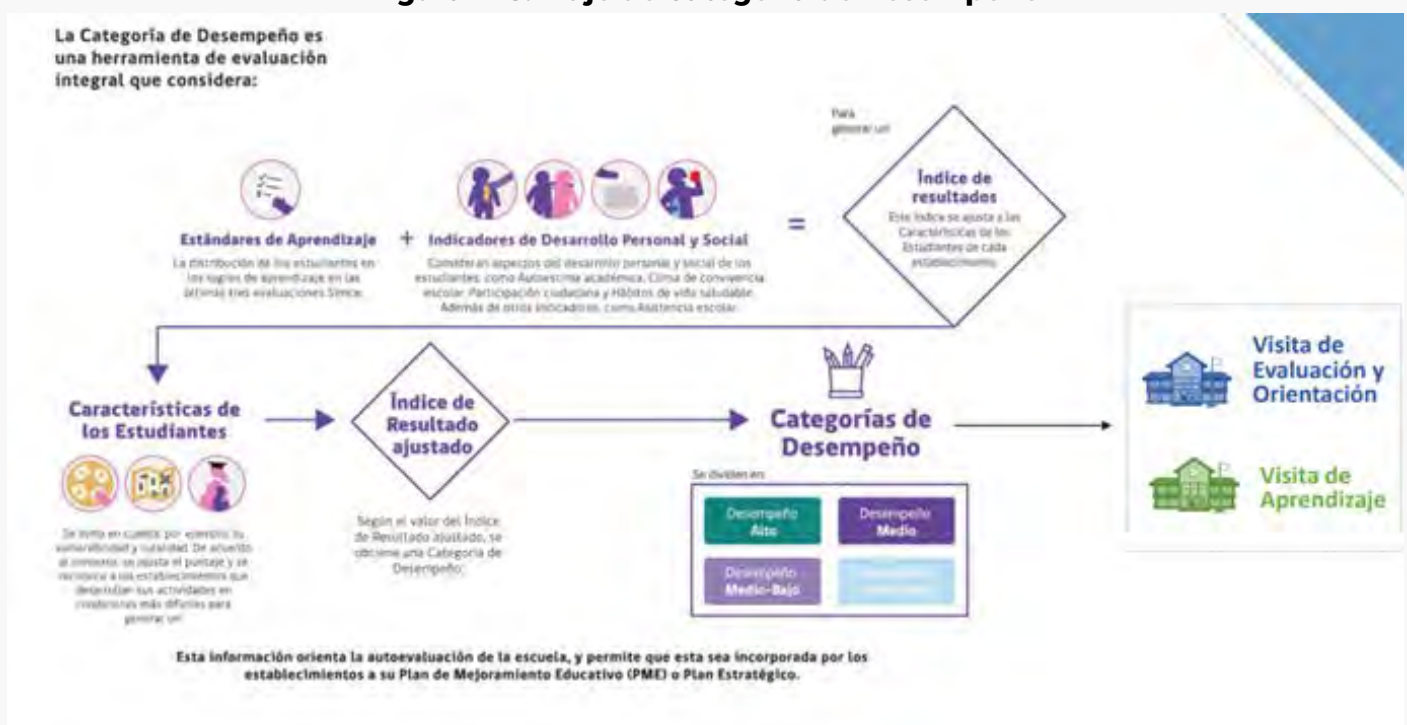 La Categoría de Desempeño es
una herramienta de evaluación
integral que considera:
Para
generar un:
Índice de
resultados
Este índice se ajusta a las
Características de los
Estudiantes de cada
establecimiento.
Estándares de Aprendizaje
La distribución de los estudiantes en
los logros de aprendizaje en las
últimas tres evaluaciones Simce.
+
Indicadores de Desarrollo Personal y Social
Consideran aspectos del desarrollo personal y social de los
estudiantes, como Autoestima académica, Clima de convivencia
escolar, Participación ciudadana y Hábitos de vida saludable.
Además de otros indicadores, como Asistencia escolar.
=
Características de
los Estudiantes
Se toma en cuenta, por ejemplo, su
vulnerabilidad y ruralidad. De acuerdo
al contexto, se ajusta el puntaje y se
reconoce a los establecimientos que
desarrollan sus actividades en
condiciones más difíciles para
generar un:
Índice de
Resultado
ajustado
Según el valor del Índice
de Resultado ajustado, se
obtiene una Categoría de
Desempeño:
Categorías de
Desempeño
Se dividen en:
Desempeño
Alto
Desempeño
Medio
Desempeño
Medio-Bajo
Visita de
Evaluación y
Orientación
Visita de
Aprendizaje
Esta información orienta la autoevaluación de la escuela, y permite que esta sea incorporada por los
establecimientos a su Plan de Mejoramiento Educativo (PME) o Plan Estratégico.